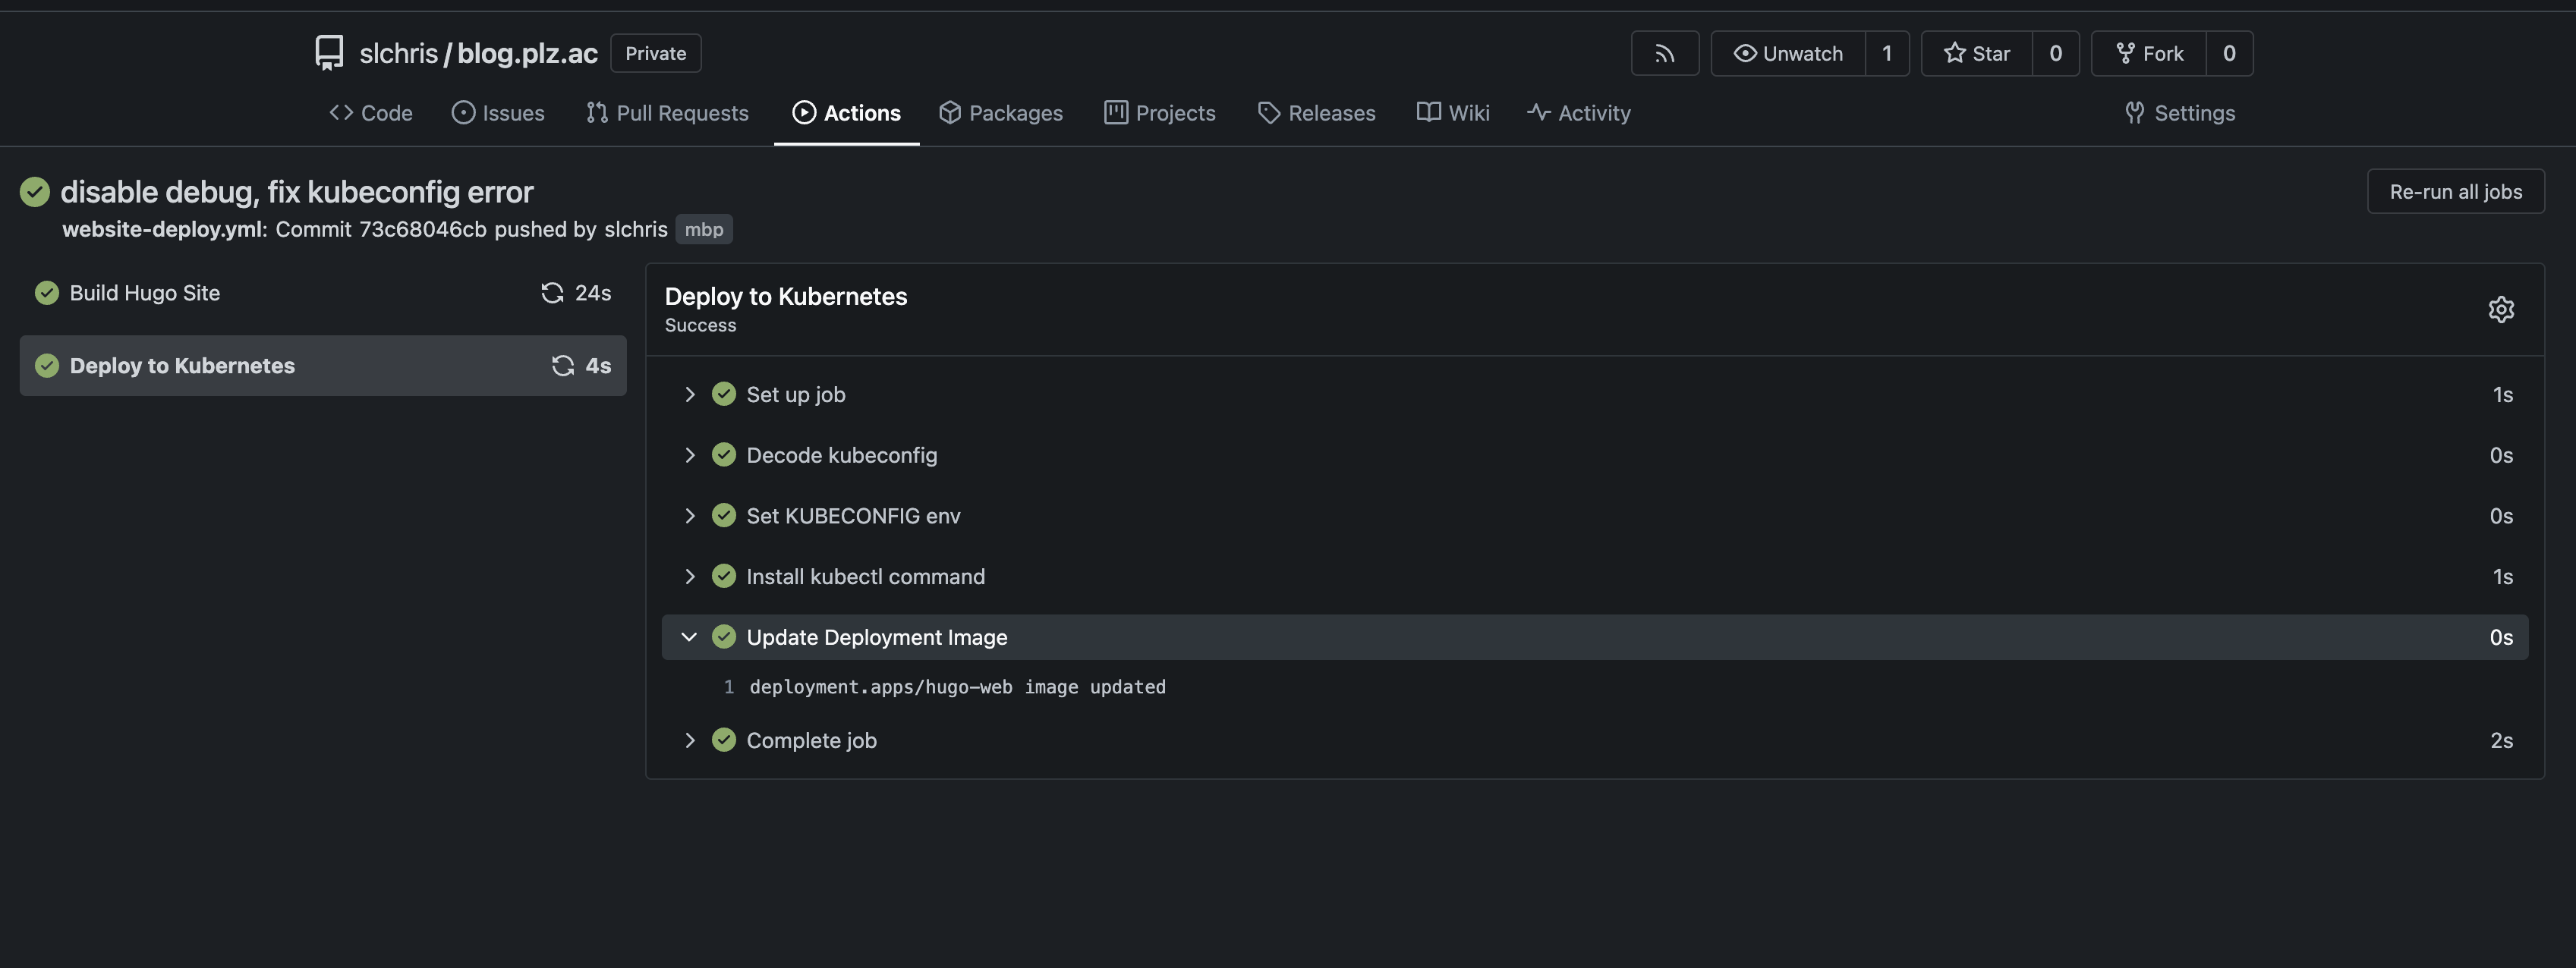 slchris / blog.plz.ac Private Unwatch 1 Star 0 Fork 0
Code Issues Pull Requests Actions Packages Projects Releases Wiki Activity Settings
disable debug, fix kubeconfig error Re-run all jobs
website-deploy.yml: Commit 73c68046cb pushed by slchris mbp
Build Hugo Site 24s
Deploy to Kubernetes 4s
Deploy to Kubernetes
Success
Set up job 1s
Decode kubeconfig 0s
Set KUBECONFIG env 0s
Install kubectl command 1s
Update Deployment Image 0s
1 deployment.apps/hugo-web image updated
Complete job 2s